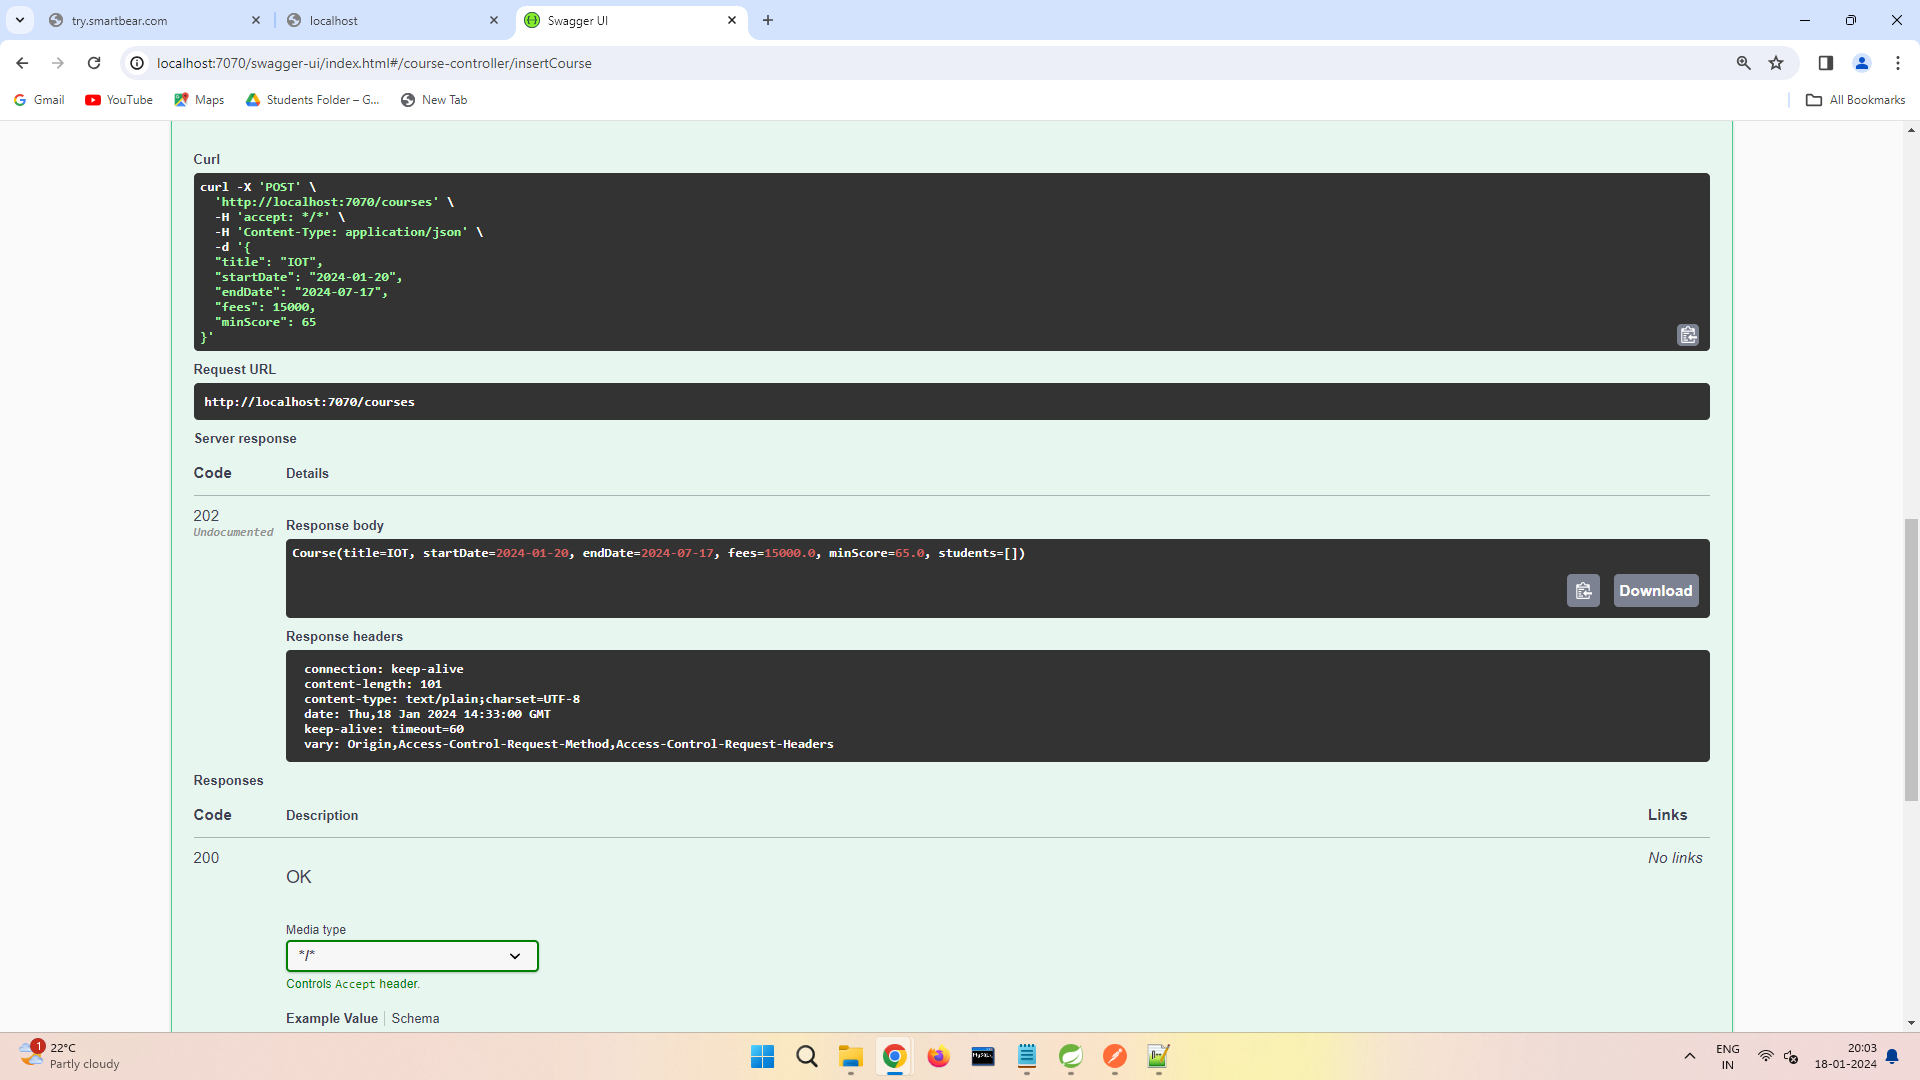 try.smartbear.com
localhost
Swagger UI
localhost:7070/swagger-ui/index.html#/course-controller/insertCourse
Gmail
YouTube
Maps
Students Folder – G...
New Tab
All Bookmarks
Curl
curl -X 'POST' \
'http://localhost:7070/courses' \
-H 'accept: */*' \
-H 'Content-Type: application/json' \
-d '{
"title": "IOT",
"startDate": "2024-01-20",
"endDate": "2024-07-17",
"fees": 15000,
"minScore": 65
}'
Request URL
http://localhost:7070/courses
Server response
Code Details
202
Undocumented
Response body
Course(title=IOT, startDate=2024-01-20, endDate=2024-07-17, fees=15000.0, minScore=65.0, students=[])
Download
Response headers
connection: keep-alive
content-length: 101
content-type: text/plain;charset=UTF-8
date: Thu,18 Jan 2024 14:33:00 GMT
keep-alive: timeout=60
vary: Origin,Access-Control-Request-Method,Access-Control-Request-Headers
Responses
Code Description Links
200 No links
OK
Media type
*/*
Controls Accept header.
Example Value Schema
1
22°C
Partly cloudy
ENG
IN
20:03
18-01-2024